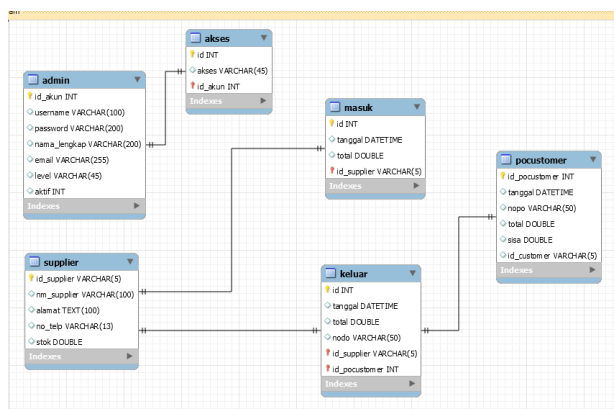 akses
id INT
akses VARCHAR(45)
id_akun INT
Indexes
admin
id_akun INT
username VARCHAR(100)
password VARCHAR(200)
nama_lengkap VARCHAR(200)
email VARCHAR(255)
level VARCHAR(45)
aktif INT
Indexes
masuk
id INT
tanggal DATETIME
total DOUBLE
id_supplier VARCHAR(5)
Indexes
pocustomer
id_pocustomer INT
tanggal DATETIME
nopo VARCHAR(50)
total DOUBLE
sisa DOUBLE
id_customer VARCHAR(5)
Indexes
supplier
id_supplier VARCHAR(5)
nm_supplier VARCHAR(100)
alamat TEXT(100)
no_telp VARCHAR(13)
stok DOUBLE
Indexes
keluar
id INT
tanggal DATETIME
total DOUBLE
nodo VARCHAR(50)
id_supplier VARCHAR(5)
id_pocustomer INT
Indexes